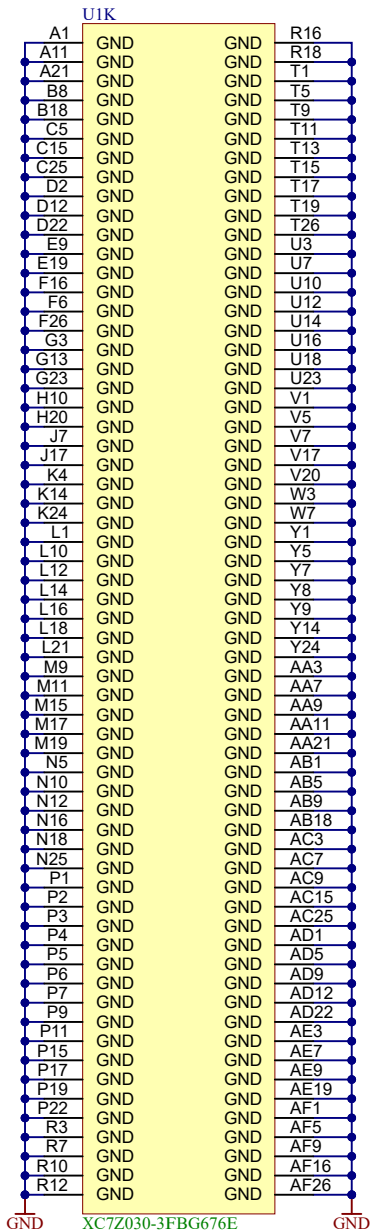 U1K
A1 GND GND R16
A11 GND GND R18
A21 GND GND T1
B8 GND GND T5
B18 GND GND T9
C5 GND GND T11
C15 GND GND T13
C25 GND GND T15
D2 GND GND T17
D12 GND GND T19
D22 GND GND T26
E9 GND GND U3
E19 GND GND U7
F16 GND GND U10
F6 GND GND U12
F26 GND GND U14
G3 GND GND U16
G13 GND GND U18
G23 GND GND U23
H10 GND GND V1
H20 GND GND V5
J7 GND GND V7
J17 GND GND V17
K4 GND GND V20
K14 GND GND W3
K24 GND GND W7
L1 GND GND Y1
L10 GND GND Y5
L12 GND GND Y7
L14 GND GND Y8
L16 GND GND Y9
L18 GND GND Y14
L21 GND GND Y24
M9 GND GND AA3
M11 GND GND AA7
M15 GND GND AA9
M17 GND GND AA11
M19 GND GND AA21
N5 GND GND AB1
N10 GND GND AB5
N12 GND GND AB9
N16 GND GND AB18
N18 GND GND AC3
N25 GND GND AC7
P1 GND GND AC9
P2 GND GND AC15
P3 GND GND AC25
P4 GND GND AD1
P5 GND GND AD5
P6 GND GND AD9
P7 GND GND AD12
P9 GND GND AD22
P11 GND GND AE3
P15 GND GND AE7
P17 GND GND AE9
P19 GND GND AE19
P22 GND GND AF1
R3 GND GND AF5
R7 GND GND AF9
R10 GND GND AF16
R12 GND GND AF26
GND XC7Z030-3FBG676E GND